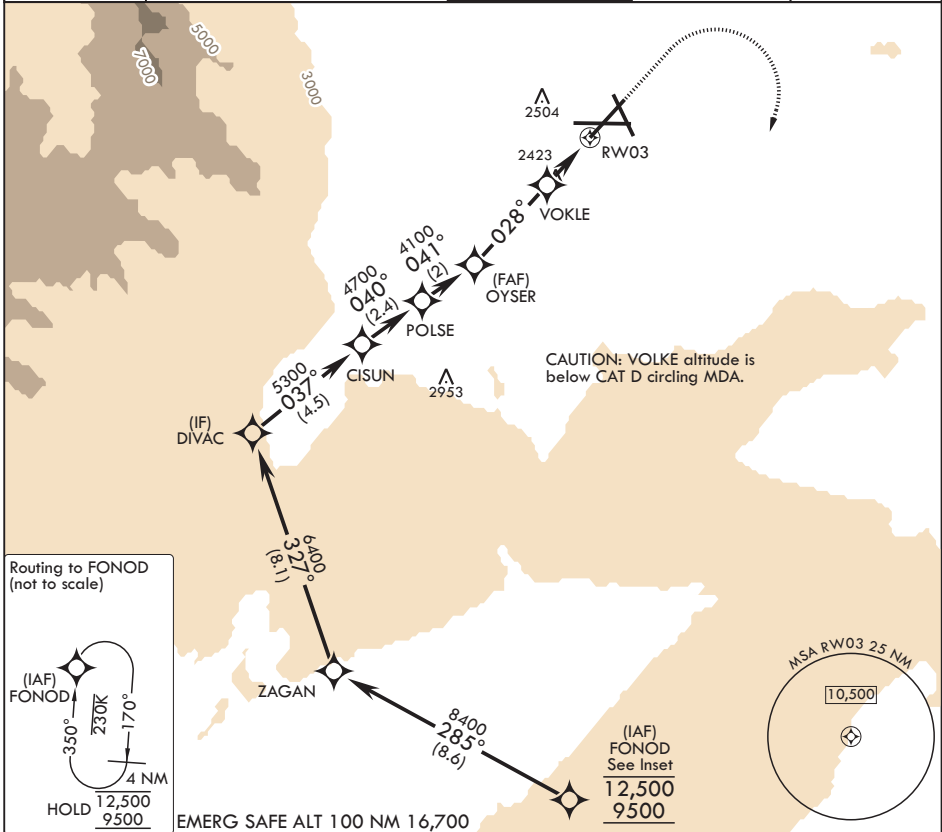 5000
7000
3000
2504
RW03
2423
VOKLE
028°
4100
041°
(2)
(FAF)
OYSER
4700
040°
(2.4)
POLSE
CISUN
5300
037°
(4.5)
2953
CAUTION: VOLKE altitude is
below CAT D circling MDA.
(IF)
DIVAC
6400
327°
(8.1)
ZAGAN
8400
285°
(8.6)
(IAF)
FONOD
See Inset
12,500
9500
Routing to FONOD
(not to scale)
(IAF)
FONOD
350°
230K
170°
4 NM
HOLD
12,500
9500
EMERG SAFE ALT 100 NM 16,700
MSA RW03 25 NM
10,500